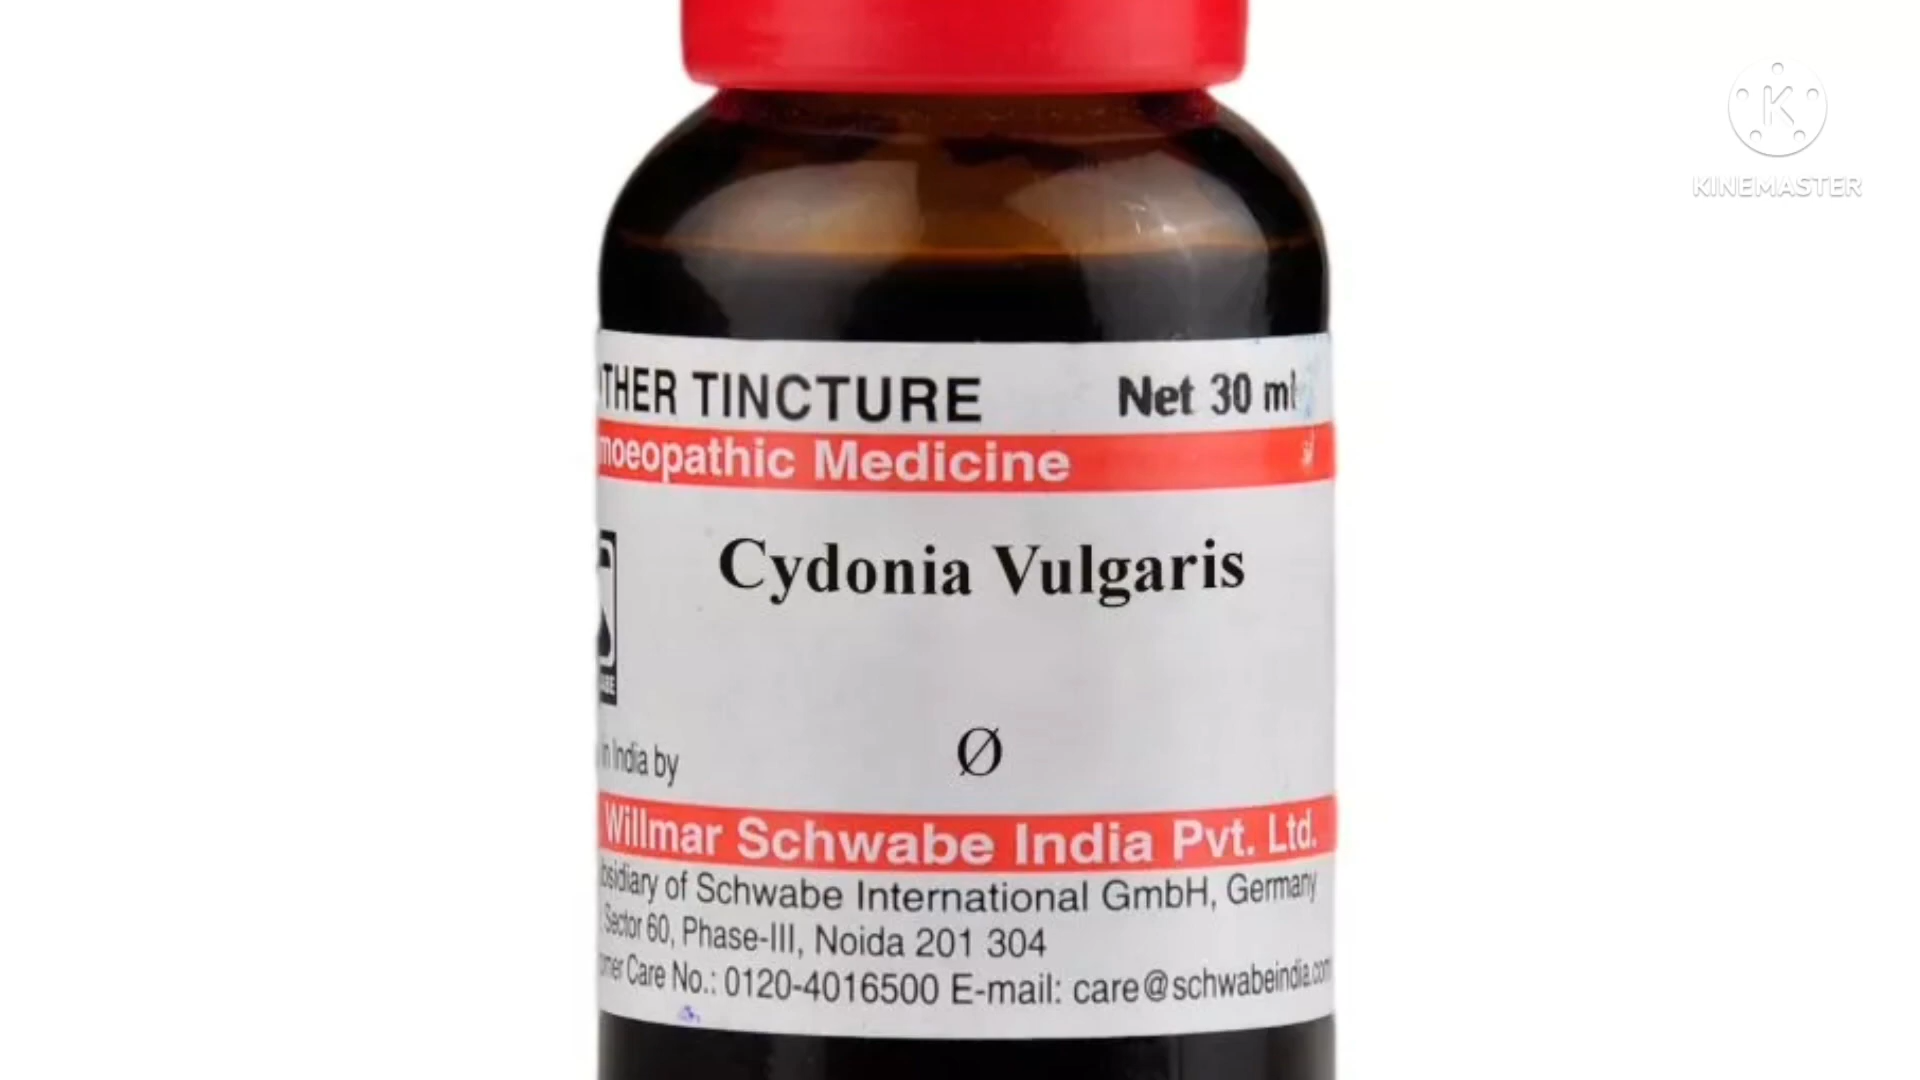 KINEMASTER
THER TINCTURE Net 30 ml
moeopathic Medicine
Cydonia Vulgaris
Ø
in India by
Willmar Schwabe India Pvt. Ltd.
bsidiary of Schwabe International GmbH, Germany
Sector 60, Phase-III, Noida 201 304
mer Care No.: 0120-4016500 E-mail: care@schwabeindia.com